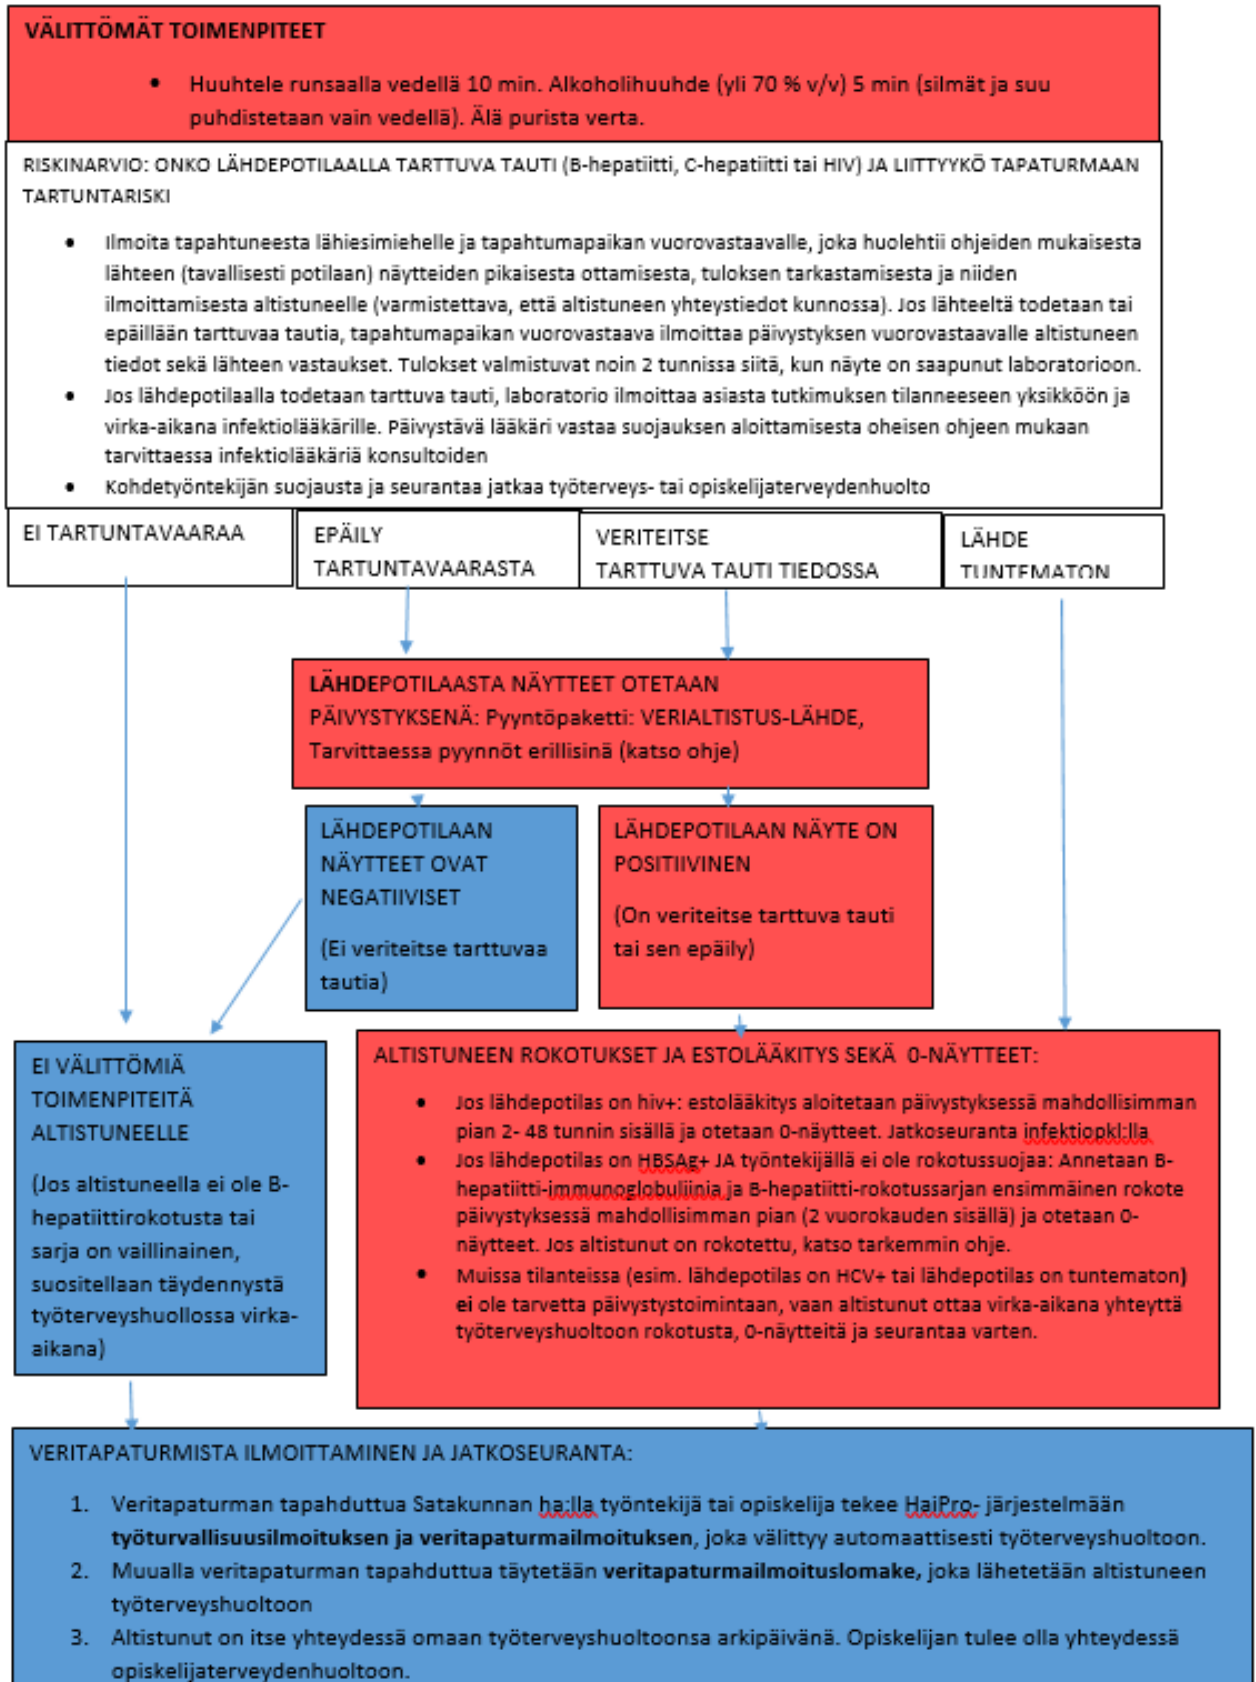 VÄLITTÖMÄT TOIMENPITEET
• Huuhtele runsaalla vedellä 10 min. Alkoholihuuhde (yli 70 % v/v) 5 min (silmät ja suu
puhdistetaan vain vedellä). Älä purista verta.
RISKINARVIO: ONKO LÄHDEPOTILAALLA TARTTUVA TAUTI (B-hepatiitti, C-hepatiitti tai HIV) JA LIITTYYKÖ TAPATURMAAN
TARTUNTARISKI
• Ilmoita tapahtuneesta lähiesimiehelle ja tapahtumapaikan vuorovastaavalle, joka huolehtii ohjeiden mukaisesta
lähteen (tavallisesti potilaan) näytteiden pikaisesta ottamisesta, tuloksen tarkastamisesta ja niiden
ilmoittamisesta altistuneelle (varmistettava, että altistuneen yhteystiedot kunnossa). Jos lähteeltä todetaan tai
epäillään tarttuvaa tautia, tapahtumapaikan vuorovastaava ilmoittaa päivystyksen vuorovastaavalle altistuneen
tiedot sekä lähteen vastaukset. Tulokset valmistuvat noin 2 tunnissa siitä, kun näyte on saapunut laboratorioon.
• Jos lähdepotilaalla todetaan tarttuva tauti, laboratorio ilmoittaa asiasta tutkimuksen tilanneeseen yksikköön ja
virka-aikana infektiolääkärille. Päivystävä lääkäri vastaa suojauksen aloittamisesta oheisen ohjeen mukaan
tarvittaessa infektiolääkäriä konsultoiden
• Kohdetyöntekijän suojausta ja seurantaa jatkaa työterveys- tai opiskelijaterveydenhuolto
EI TARTUNTAVAARAA
EPÄILY
TARTUNTAVAARASTA
VERITEITSE
TARTTUVA TAUTI TIEDOSSA
LÄHDE
TUNTEMATON
LÄHDEPOTILAASTA NÄYTTEET OTETAAN
PÄIVYSTYKSENÄ: Pyyntöpaketti: VERIALTISTUS-LÄHDE,
Tarvittaessa pyynnöt erillisinä (katso ohje)
LÄHDEPOTILAAN
NÄYTTEET OVAT
NEGATIIVISET
(Ei veriteitse tarttuvaa
tautia)
LÄHDEPOTILAAN NÄYTE ON
POSITIIVINEN
(On veriteitse tarttuva tauti
tai sen epäily)
EI VÄLITTÖMIÄ
TOIMENPITEITÄ
ALTISTUNEELLE
(Jos altistuneella ei ole B-
hepatiittirokotusta tai
sarja on vaillinainen,
suositellaan täydennystä
työterveyshuollossa virka-
aikana)
ALTISTUNEEN ROKOTUKSET JA ESTOLÄÄKITYS SEKÄ 0-NÄYTTEET:
• Jos lähdepotilas on hiv+: estolääkitys aloitetaan päivystyksessä mahdollisimman
pian 2- 48 tunnin sisällä ja otetaan 0-näytteet. Jatkoseuranta infektiopkl:lla
• Jos lähdepotilas on HBSAg+ JA työntekijällä ei ole rokotussuojaa: Annetaan B-
hepatiitti-immunoglobuliinia ja B-hepatiitti-rokotussarjan ensimmäinen rokote
päivystyksessä mahdollisimman pian (2 vuorokauden sisällä) ja otetaan 0-
näytteet. Jos altistunut on rokotettu, katso tarkemmin ohje.
• Muissa tilanteissa (esim. lähdepotilas on HCV+ tai lähdepotilas on tuntematon)
ei ole tarvetta päivystystoimintaan, vaan altistunut ottaa virka-aikana yhteyttä
työterveyshuoltoon rokotusta, 0-näytteitä ja seurantaa varten.
VERITAPATURMISTA ILMOITTAMINEN JA JATKOSEURANTA:
1. Veritapaturman tapahduttua Satakunnan ha:lla työntekijä tai opiskelija tekee HaiPro- järjestelmään
työturvallisuusilmoituksen ja veritapaturmailmoituksen, joka välittyy automaattisesti työterveyshuoltoon.
2. Muualla veritapaturman tapahduttua täytetään veritapaturmailmoituslomake, joka lähetetään altistuneen
työterveyshuoltoon
3. Altistunut on itse yhteydessä omaan työterveyshuoltoonsa arkipäivänä. Opiskelijan tulee olla yhteydessä
opiskelijaterveydenhuoltoon.